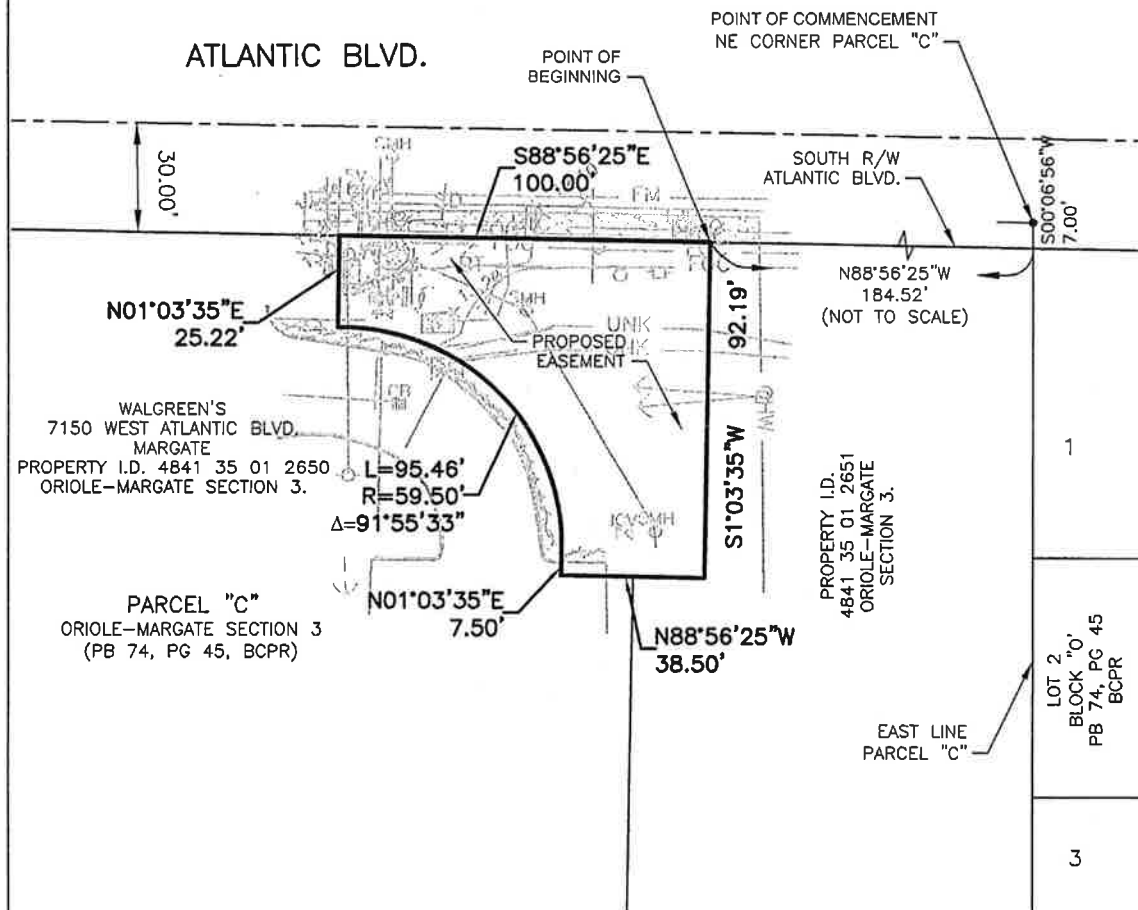 POINT OF COMMENCEMENT
NE CORNER PARCEL "C"
ATLANTIC BLVD.
POINT OF
BEGINNING
30.00'
SMH
S88°56'25"E
100.00'
FM
SOUTH R/W
ATLANTIC BLVD.
S00°06'56"W
7.00'
N88°56'25"W
184.52'
(NOT TO SCALE)
N01°03'35"E
25.22'
SMH
UNK
PROPOSED
EASEMENT
92.19'
S1°03'35"W
CB
WALGREEN'S
7150 WEST ATLANTIC BLVD,
MARGATE
PROPERTY I.D. 4841 35 01 2650
ORIOLE-MARGATE SECTION 3.
L=95.46'
R=59.50'
Δ=91°55'33"
PROPERTY I.D.
4841 35 01 2651
ORIOLE-MARGATE
SECTION 3.
1
PARCEL "C"
ORIOLE-MARGATE SECTION 3
(PB 74, PG 45, BCPR)
N01°03'35"E
7.50'
N88°56'25"W
38.50'
LOT 2
BLOCK "O'
PB 74, PG 45
BCPR
EAST LINE
PARCEL "C"
3